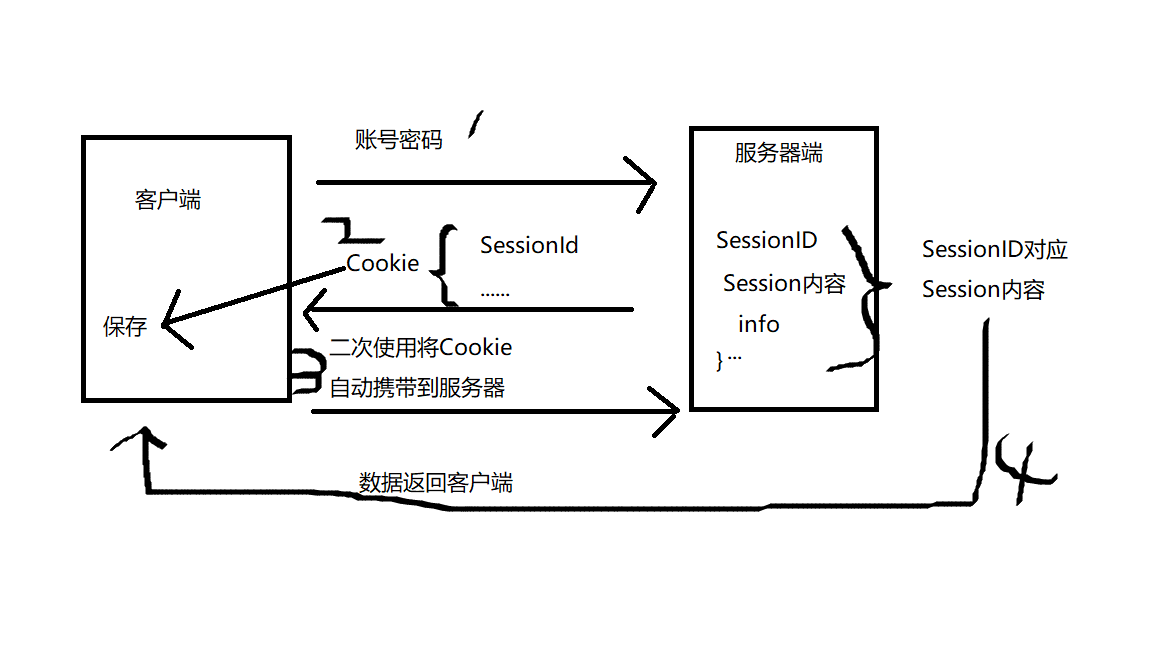 账号密码 1
客户端
2
Cookie { SessionId
......
保存
3
二次使用将Cookie
自动携带到服务器
服务器端
SessionID
Session内容
info
} ...
SessionID对应
Session内容
4
数据返回客户端